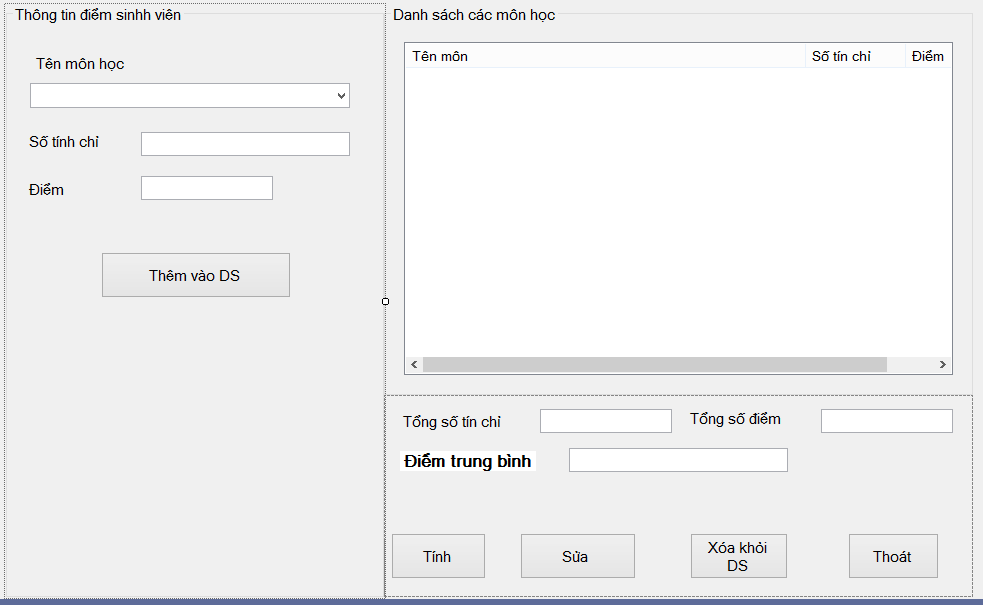 Thông tin điểm sinhh viên
Tên môn học
Số tính chỉ
Điểm
Thêm vào DS
Danh sách các môn học
Tên môn Số tín chỉ Điểm
Tổng số tín chỉ Tổng số điểm
Điểm trung bình
Tính Sửa Xóa khỏi
DS Thoát